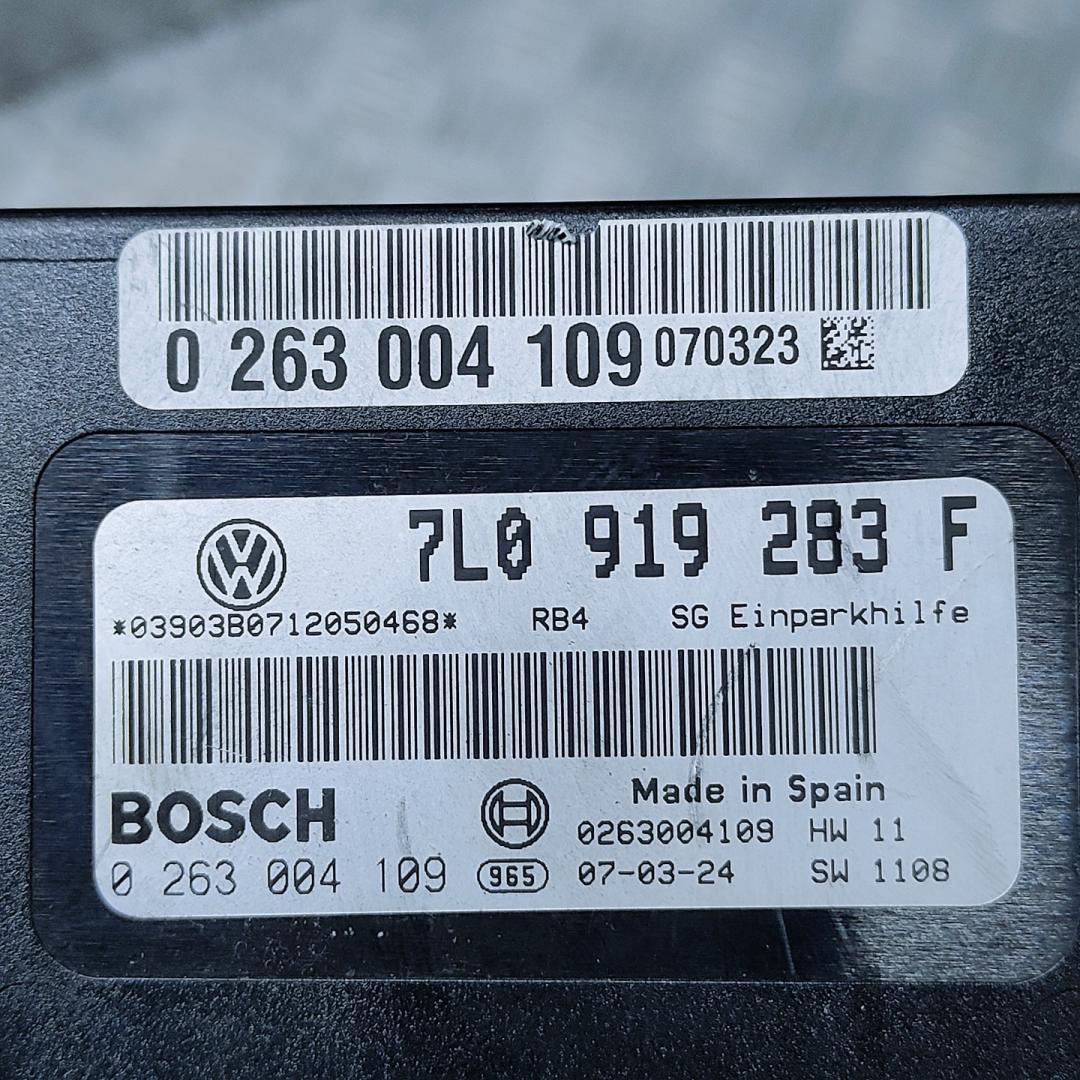 0 263 004 109 070323
7L0 919 283 F
*03903B0712050468* RB4 SG Einparkhilfe
BOSCH
Made in Spain
0263004109 HW 11
0 263 004 109 965 07-03-24 SW 1108